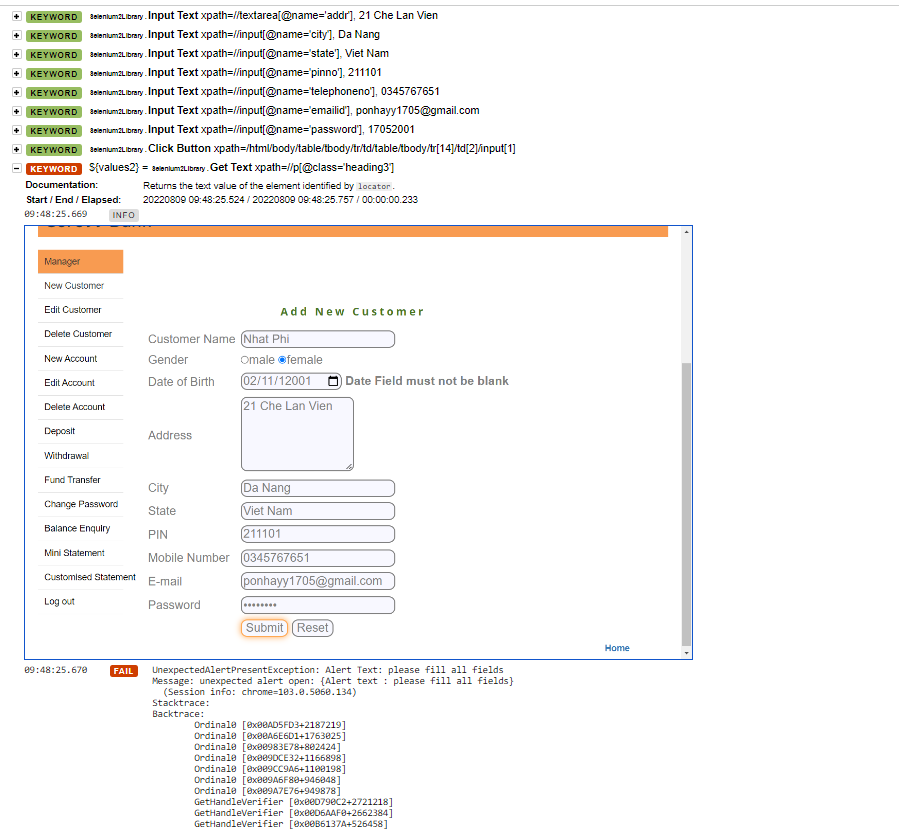 KEYWORD Selenium2Library . Input Text xpath=//textarea[@name='addr'], 21 Che Lan Vien
KEYWORD Selenium2Library . Input Text xpath=//input[@name='city'], Da Nang
KEYWORD Selenium2Library . Input Text xpath=//input[@name='state'], Viet Nam
KEYWORD Selenium2Library . Input Text xpath=//input[@name='pinno'], 211101
KEYWORD Selenium2Library . Input Text xpath=//input[@name='telephoneno'], 0345767651
KEYWORD Selenium2Library . Input Text xpath=//input[@name='emailid'], ponhayy1705@gmail.com
KEYWORD Selenium2Library . Input Text xpath=//input[@name='password'], 17052001
KEYWORD Selenium2Library . Click Button xpath=/html/body/table/tbody/tr/td/table/tbody/tr[14]/td[2]/input[1]
KEYWORD ${values2} = Selenium2Library . Get Text xpath=//p[@class='heading3']
Documentation: Returns the text value of the element identified by locator .
Start / End / Elapsed: 20220809 09:48:25.524 / 20220809 09:48:25.757 / 00:00:00.233
09:48:25.669 INFO
Manager
New Customer
Edit Customer
Delete Customer
New Account
Edit Account
Delete Account
Deposit
Withdrawal
Fund Transfer
Change Password
Balance Enquiry
Mini Statement
Customised Statement
Log out
Add New Customer
Customer Name Nhat Phi
Gender male female
Date of Birth 02/11/12001 Date Field must not be blank
Address 21 Che Lan Vien
City Da Nang
State Viet Nam
PIN 211101
Mobile Number 0345767651
E-mail ponhayy1705@gmail.com
Password ••••••••
Submit Reset
Home
09:48:25.670 FAIL UnexpectedAlertPresentException: Alert Text: please fill all fields
Message: unexpected alert open: {Alert text : please fill all fields}
(Session info: chrome=103.0.5060.134)
Stacktrace:
Backtrace:
Ordinal0 [0x00AD5FD3+2187219]
Ordinal0 [0x00A6E6D1+1763025]
Ordinal0 [0x00983E78+802424]
Ordinal0 [0x009DCE32+1166898]
Ordinal0 [0x009CC9A6+1100198]
Ordinal0 [0x009A6F80+946048]
Ordinal0 [0x009A7E76+949878]
GetHandleVerifier [0x00D790C2+2721218]
GetHandleVerifier [0x00D6AAF0+2662384]
GetHandleVerifier [0x00B6137A+526458]